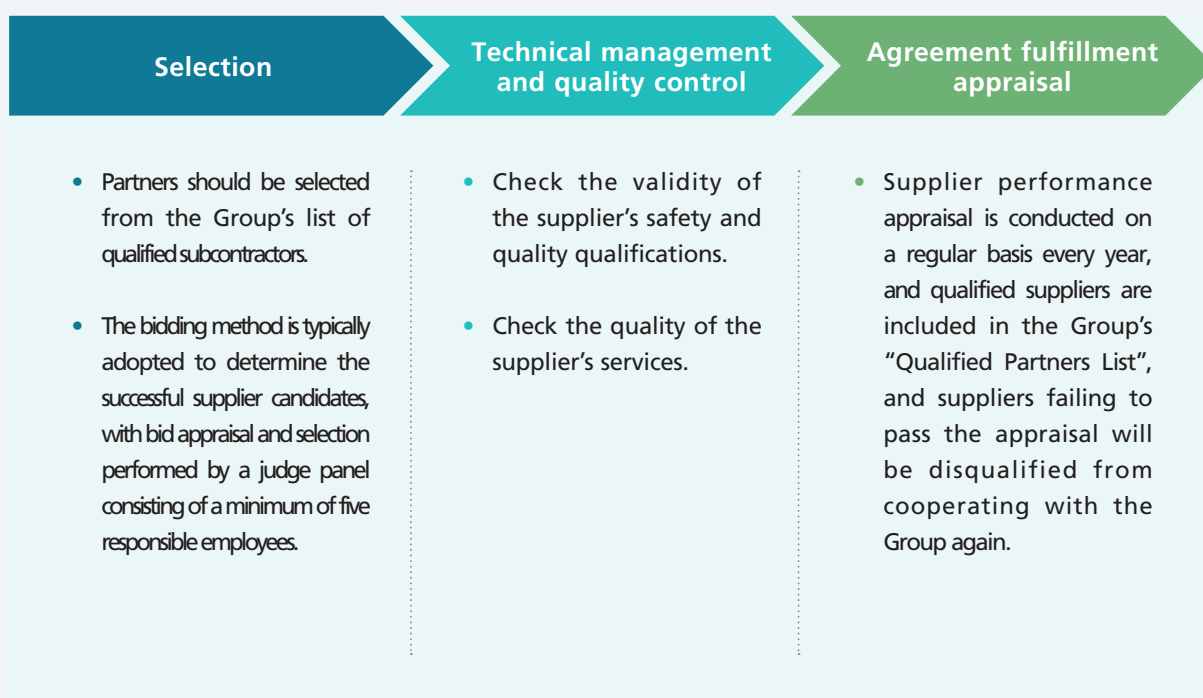 Selection
Technical management
and quality control
Agreement fulfillment
appraisal
• Partners should be selected
from the Group’s list of
qualified subcontractors.
• The bidding method is typically
adopted to determine the
successful supplier candidates,
with bid appraisal and selection
performed by a judge panel
consisting of a minimum of five
responsible employees.
• Check the validity of
the supplier’s safety and
quality qualifications.
• Check the quality of the
supplier’s services.
• Supplier performance
appraisal is conducted on
a regular basis every year,
and qualified suppliers are
included in the Group’s
“Qualified Partners List”,
and suppliers failing to
pass the appraisal will
be disqualified from
cooperating with the
Group again.